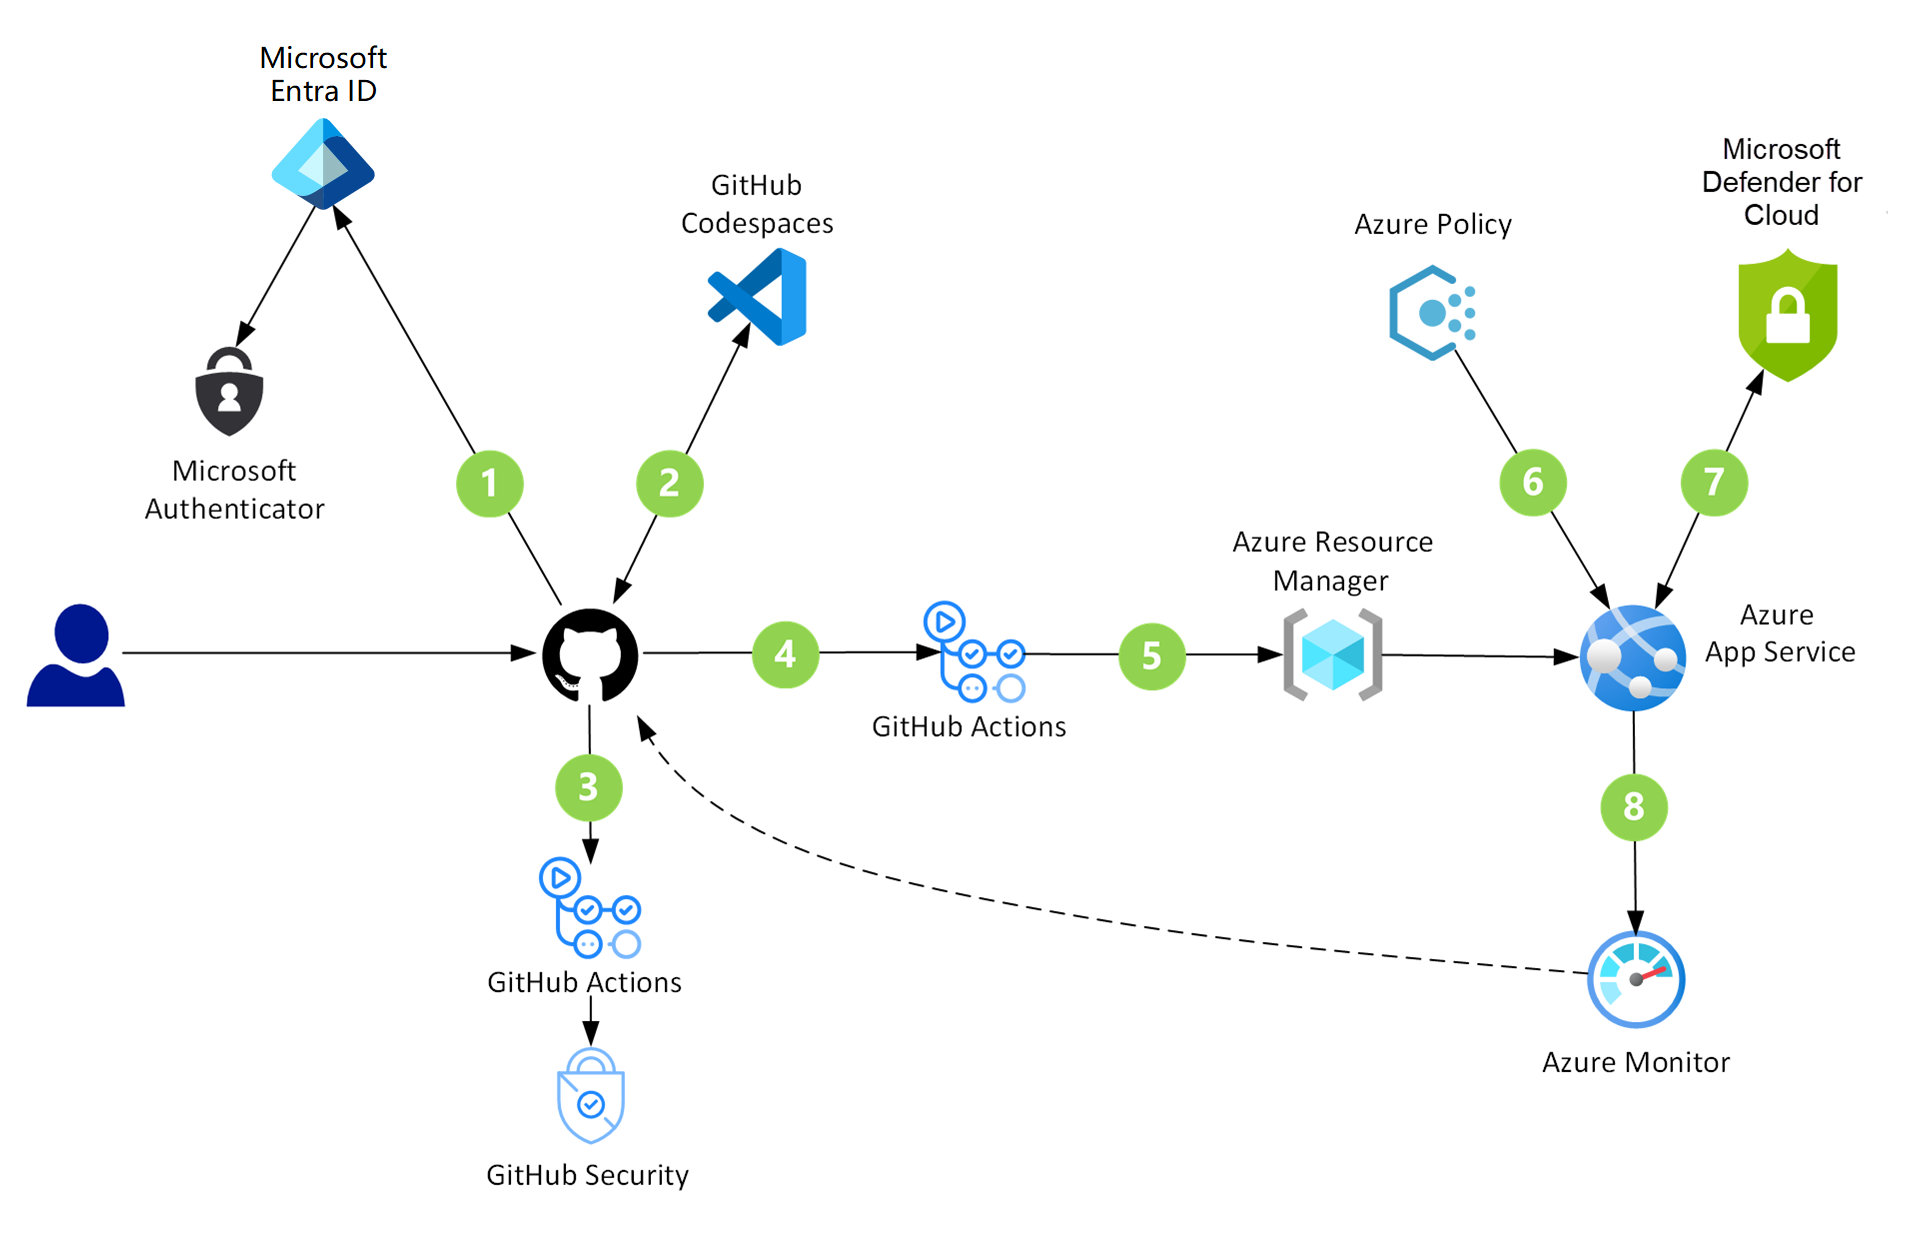 Microsoft
Entra ID
Microsoft
Defender for
Cloud
GitHub
Codespaces
Azure Policy
Microsoft
Authenticator
1
2
6
7
Azure Resource
Manager
Azure
App Service
4
5
GitHub Actions
3
8
GitHub Actions
Azure Monitor
GitHub Security